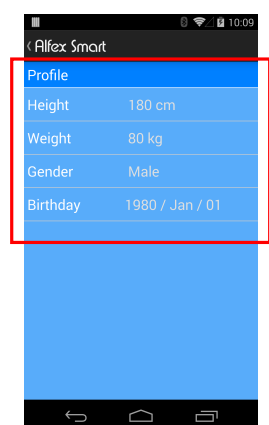 10:09
Alfex Smart
Profile
Height 180 cm
Weight 80 kg
Gender Male
Birthday 1980 / Jan / 01